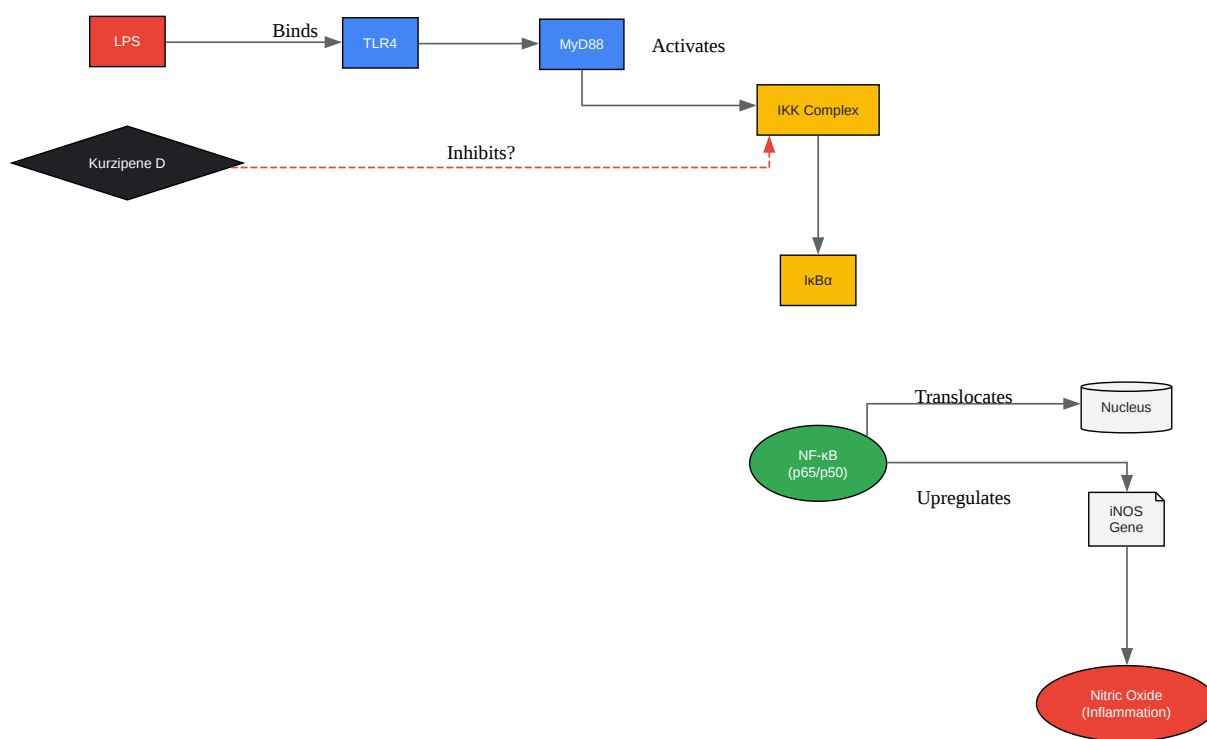 LPS
Binds
TLR4
MyD88
Activates
IKK Complex
Kurzipene D
Inhibits?
IκBα
Translocates
Nucleus
NF-κB
(p65/p50)
Upregulates
iNOS
Gene
Nitric Oxide
(Inflammation)